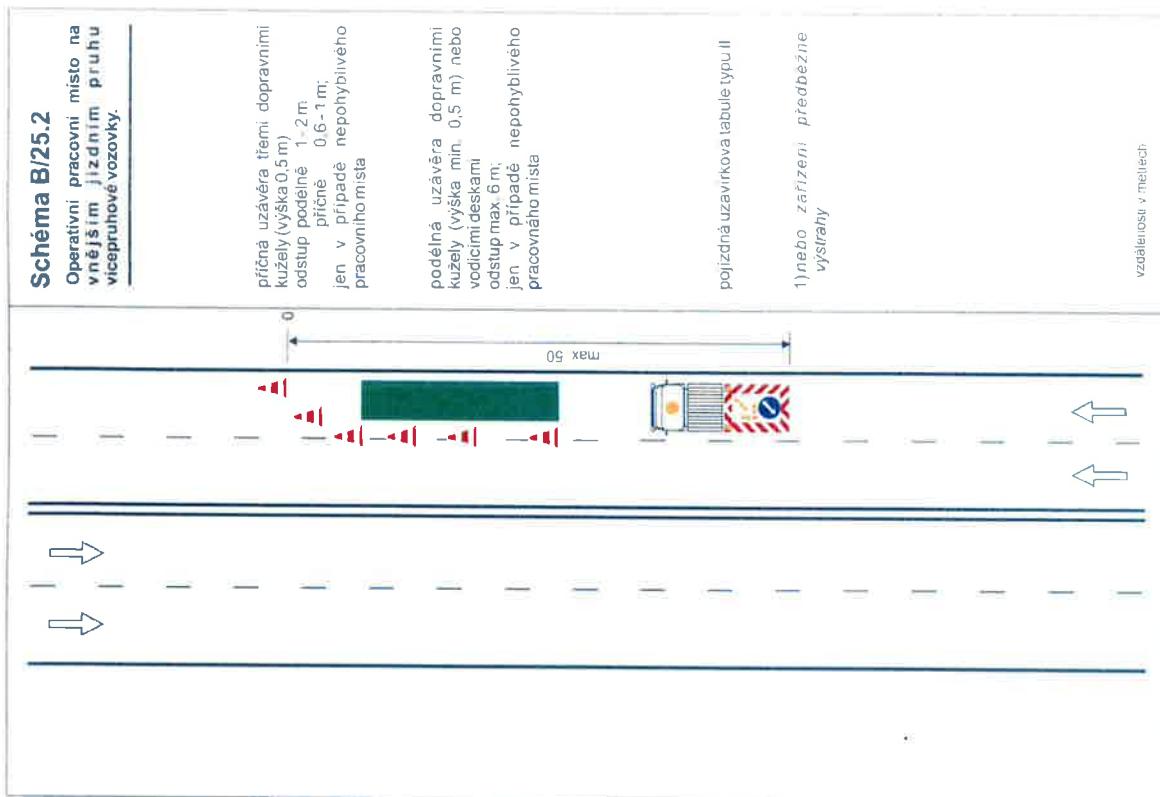 Schéma B/25.2
Operativní pracovní místo na
vnějším jízdním pruhu
vícepruhové vozovky.
příčná uzávěra třemi dopravními
kužely (výška 0,5 m)
odstup podélně 1 - 2 m
příčně 0,6 - 1 m;
jen v případě nepohyblivého
pracovního místa
podélná uzávěra dopravními
kužely (výška min. 0,5 m) nebo
vodicími deskami
odstup max. 6 m;
jen v případě nepohyblivého
pracovnáho místa
pojízdná uzavírková tabule typu II
1) nebo zařízení předběžné
výstrahy
vzdálenosti v metrech
0
max 50